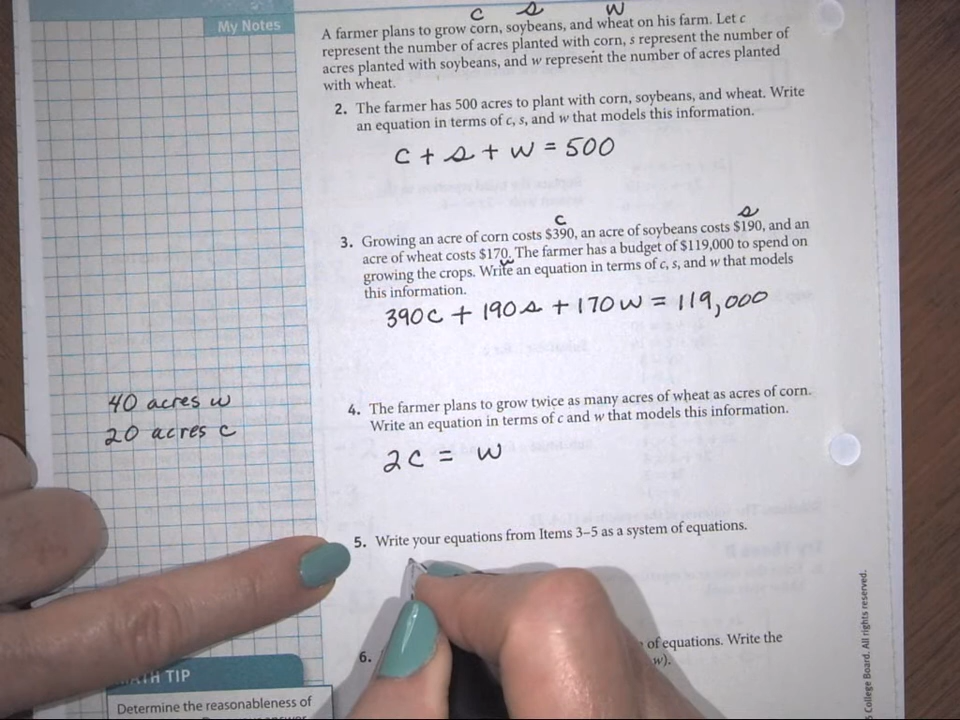 My Notes
c s w
A farmer plans to grow corn, soybeans, and wheat on his farm. Let c
represent the number of acres planted with corn, s represent the number of
acres planted with soybeans, and w represent the number of acres planted
with wheat.
2. The farmer has 500 acres to plant with corn, soybeans, and wheat. Write
an equation in terms of c, s, and w that models this information.
c + s + w = 500
c s
3. Growing an acre of corn costs $390, an acre of soybeans costs $190, and an
acre of wheat costs $170. The farmer has a budget of $119,000 to spend on
w
growing the crops. Write an equation in terms of c, s, and w that models
this information.
390c + 190s + 170w = 119,000
40 acres w
20 acres c
4. The farmer plans to grow twice as many acres of wheat as acres of corn.
Write an equation in terms of c and w that models this information.
2c = w
5. Write your equations from Items 3–5 as a system of equations.
6. of equations. Write the
w).
MATH TIP
Determine the reasonableness of
College Board. All rights reserved.